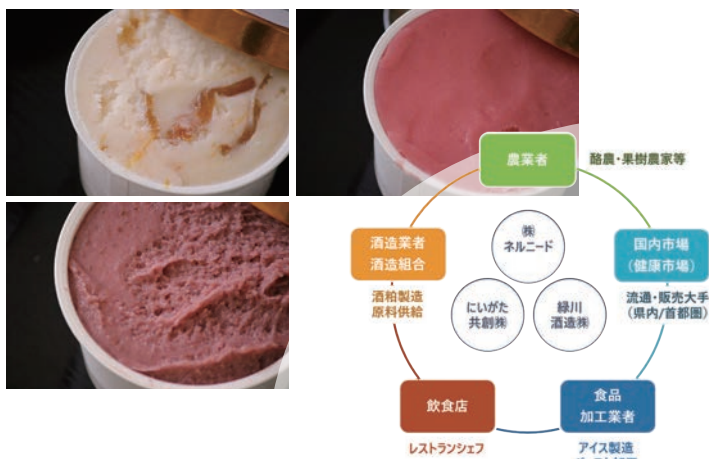 農業者
酪農・果樹農家等
酒造業者
酒造組合
酒粕製造
原料供給
㈱
ネルニード
国内市場
(健康市場)
流通・販売大手
(県内/首都圏)
にいがた
共創㈱
緑川
酒造㈱
飲食店
レストランシェフ
食品
加工業者
アイス製造